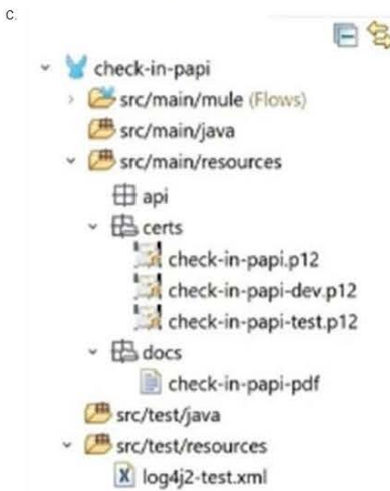 C.
check-in-papi
src/main/mule (Flows)
src/main/java
src/main/resources
api
certs
check-in-papi.p12
check-in-papi-dev.p12
check-in-papi-test.p12
docs
check-in-papi-pdf
src/test/java
src/test/resources
log4j2-test.xml